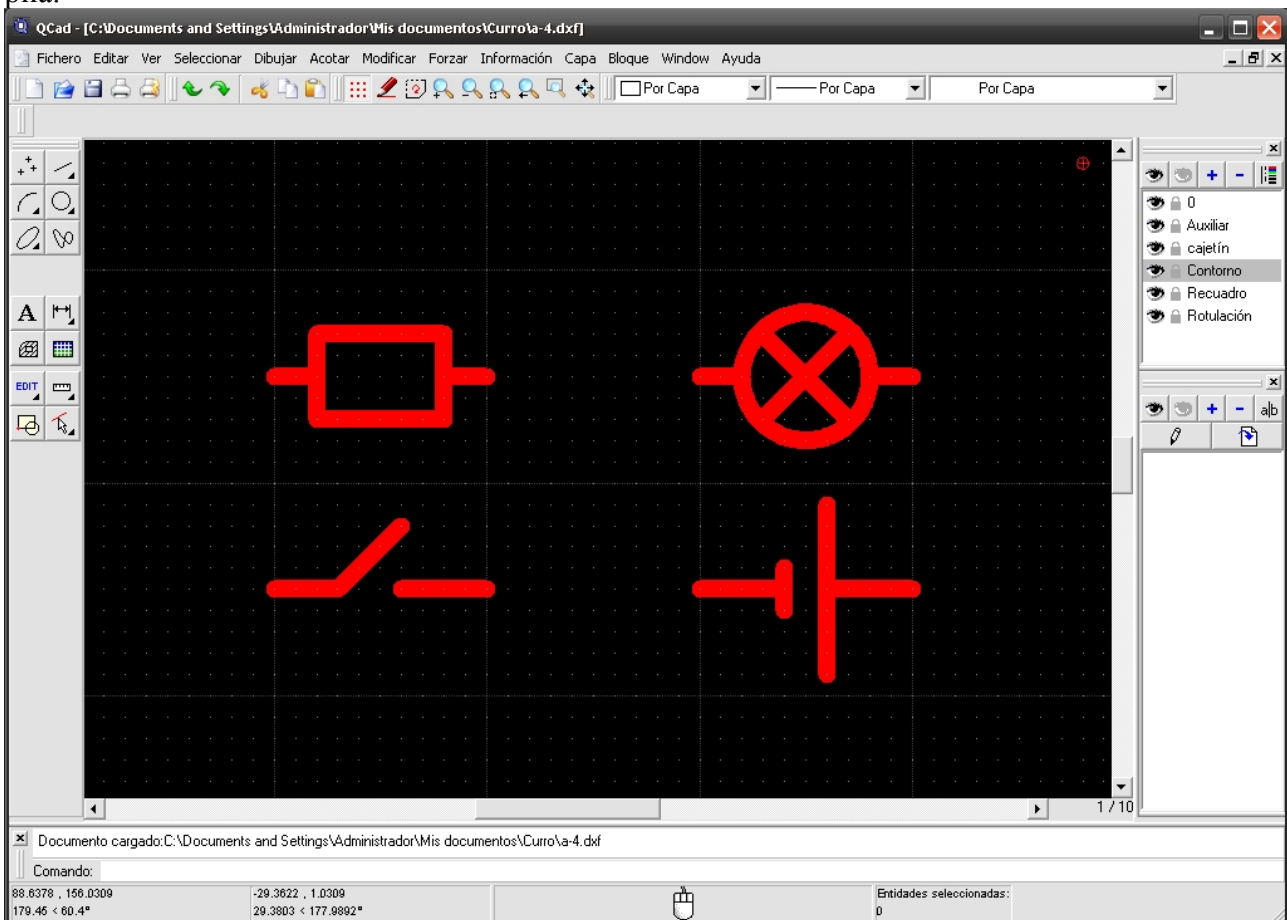 pila.
QCad - [C:\Documents and Settings\Administrador\Mis documentos\Curro\a-4.dxf]
Fichero Editar Ver Seleccionar Dibujar Acotar Modificar Forzar Información Capa Bloque Window Ayuda
Por Capa Por Capa Por Capa
0
Auxiliar
cajetín
Contorno
Recuadro
Rotulación
A
EDIT
a|b
1 / 10
Documento cargado:C:\Documents and Settings\Administrador\Mis documentos\Curro\a-4.dxf
Comando:
88.6378 , 156.0309 -29.3622 , 1.0309 Entidades seleccionadas:
179.45 < 60.4° 29.3803 < 177.9892° 0